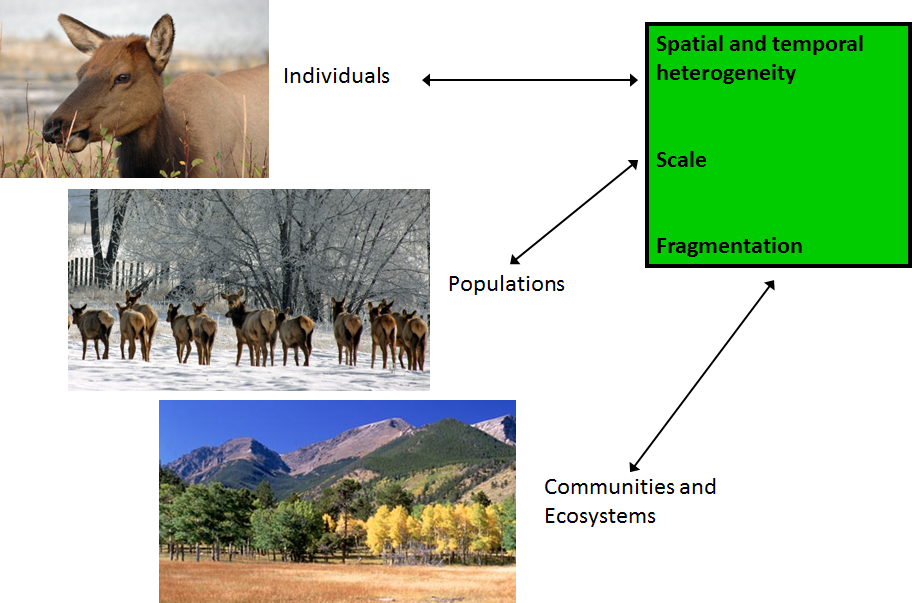 Individuals
Spatial and temporal
heterogeneity
Scale
Fragmentation
Populations
Communities and
Ecosystems